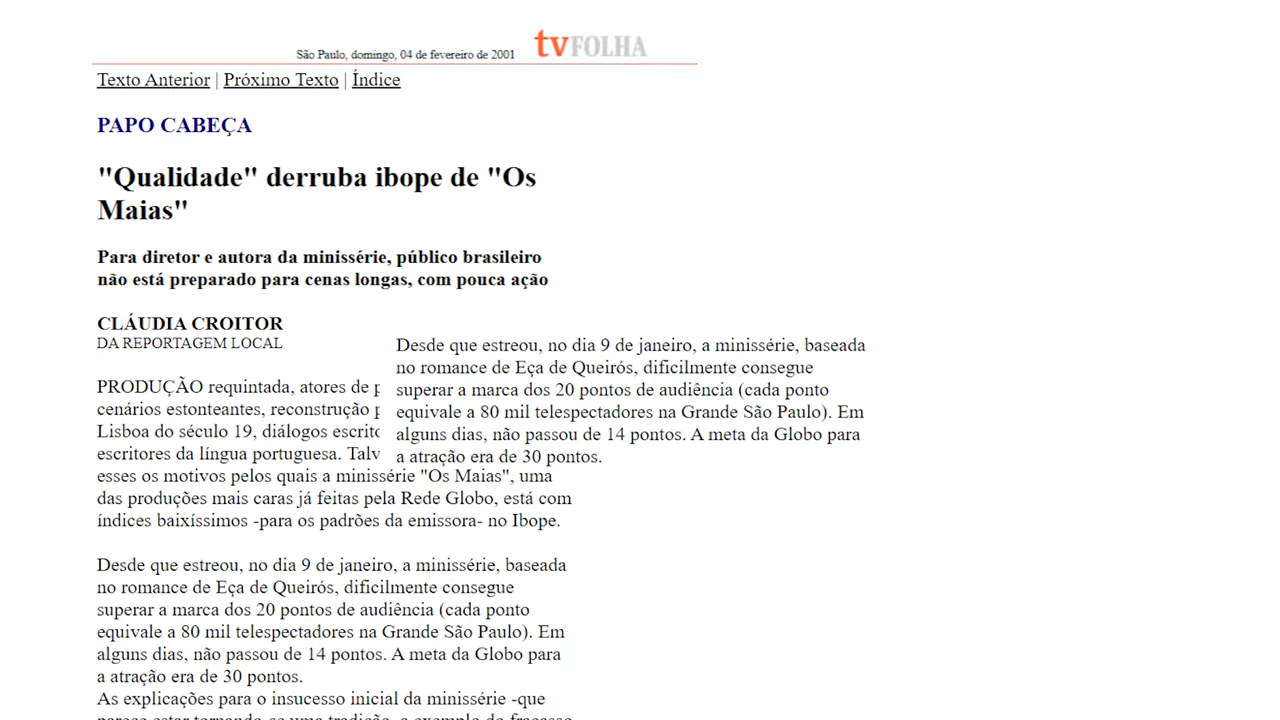 São Paulo, domingo, 04 de fevereiro de 2001 tvFOLHA
Texto Anterior | Próximo Texto | Índice
PAPO CABEÇA
"Qualidade" derruba ibope de "Os
Maias"
Para diretor e autora da minissérie, público brasileiro
não está preparado para cenas longas, com pouca ação
CLÁUDIA CROITOR
DA REPORTAGEM LOCAL
PRODUÇÃO requintada, atores de
cenários estonteantes, reconstrução
Lisboa do século 19, diálogos
escritores da língua portuguesa.
esses os motivos pelos quais a minissérie "Os Maias", uma
das produções mais caras já feitas pela Rede Globo, está com
índices baixíssimos -para os padrões da emissora- no Ibope.
Desde que estreou, no dia 9 de janeiro, a minissérie, baseada
no romance de Eça de Queirós, dificilmente consegue
superar a marca dos 20 pontos de audiência (cada ponto
equivale a 80 mil telespectadores na Grande São Paulo). Em
alguns dias, não passou de 14 pontos. A meta da Globo para
a atração era de 30 pontos.
Desde que estreou, no dia 9 de janeiro, a minissérie, baseada
no romance de Eça de Queirós, dificilmente consegue
superar a marca dos 20 pontos de audiência (cada ponto
equivale a 80 mil telespectadores na Grande São Paulo). Em
alguns dias, não passou de 14 pontos. A meta da Globo para
a atração era de 30 pontos.
As explicações para o insucesso inicial da minissérie -que